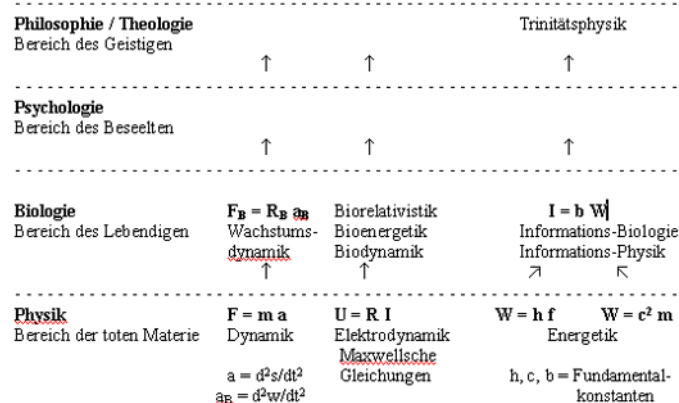 Philosophie / Theologie Trinitätsphysik
Bereich des Geistigen
↑ ↑ ↑
Psychologie
Bereich des Beseelten
↑ ↑ ↑
Biologie F_B = R_B a_B Biorelativistik I = b W
Bereich des Lebendigen Wachstums- Bioenergetik Informations-Biologie
dynamik Biodynamik Informations-Physik
↑ ↑ ↗ ↖
Physik F = m a U = R I W = h f W = c² m
Bereich der toten Materie Dynamik Elektrodynamik Energetik
Maxwellsche
a = d²s/dt² Gleichungen h, c, b = Fundamental-
a_B = d²w/dt² konstanten